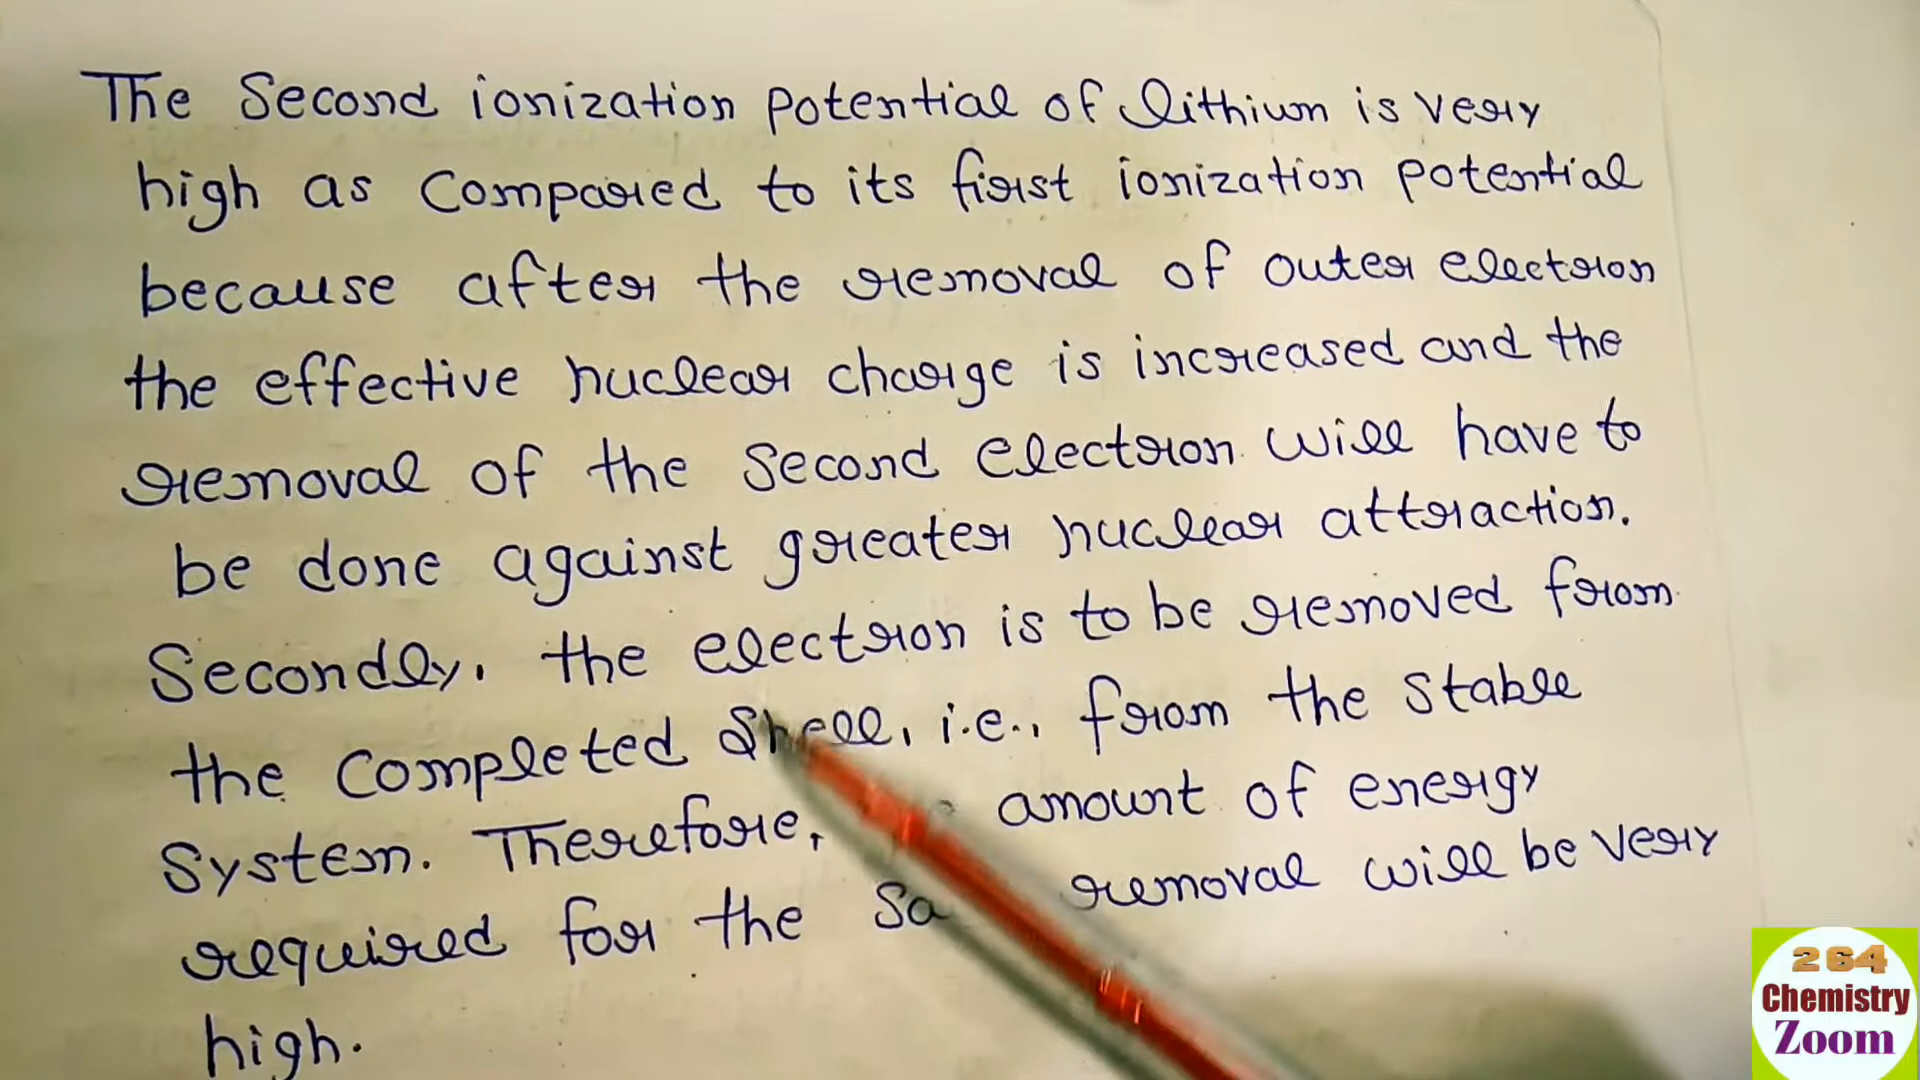 The Second ionization potential of lithium is very
high as compared to its first ionization potential
because after the removal of outer electron
the effective nuclear charge is increased and the
removal of the second electron will have to
be done against greater nuclear attraction.
Secondly, the electron is to be removed from
the completed shell, i.e., from the stable
system. Therefore, amount of energy
required for the removal will be very
high.
264
Chemistry
Zoom